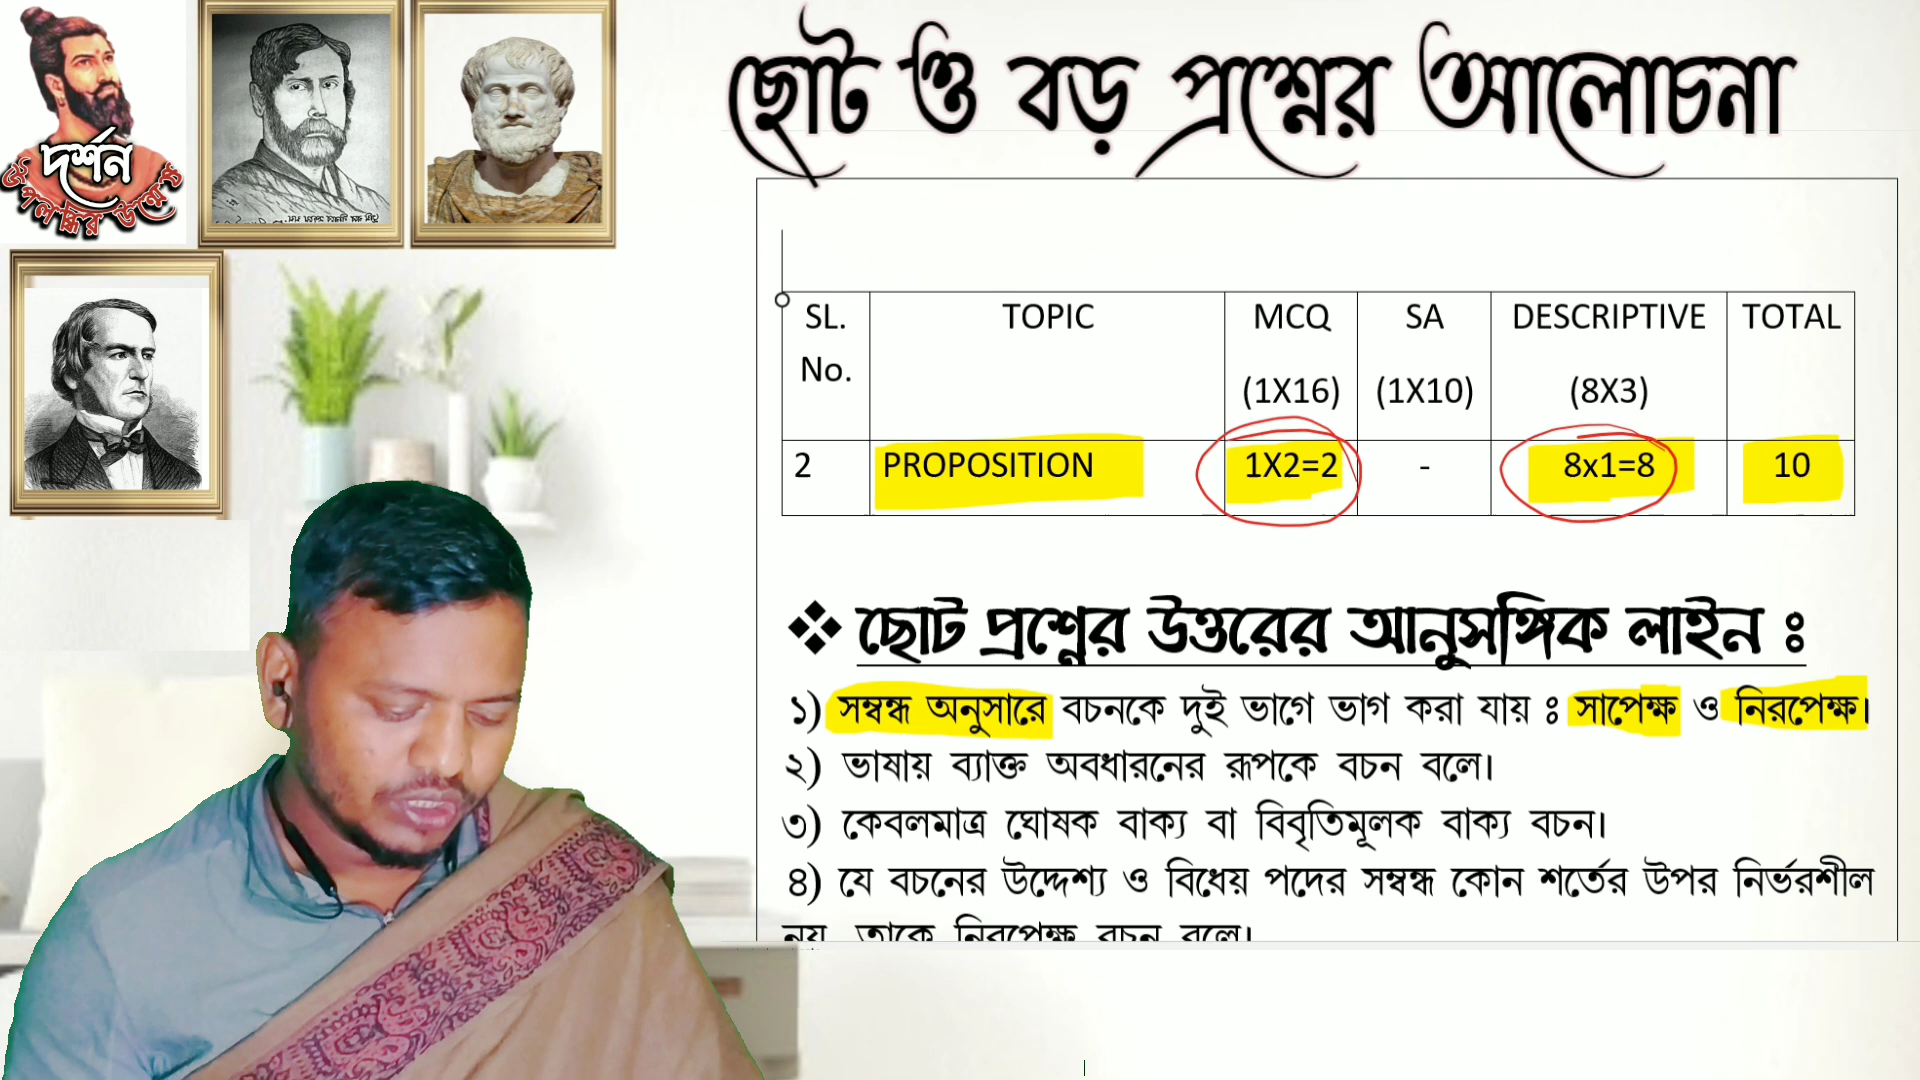 ছোট ও বড় প্রশ্নের আলোচনা
দর্শন
উপলব্ধির উন্মেষ
SL. No. TOPIC MCQ (1X16) SA (1X10) DESCRIPTIVE (8X3) TOTAL
2 PROPOSITION 1X2=2 - 8x1=8 10
❖ ছোট প্রশ্নের উত্তরের আনুসঙ্গিক লাইন ঃ
১) সম্বন্ধ অনুসারে বচনকে দুই ভাগে ভাগ করা যায় ঃ সাপেক্ষ ও নিরপেক্ষ।
২) ভাষায় ব্যাক্ত অবধারনের রূপকে বচন বলে।
৩) কেবলমাত্র ঘোষক বাক্য বা বিবৃতিমূলক বাক্য বচন।
৪) যে বচনের উদ্দেশ্য ও বিধেয় পদের সম্বন্ধ কোন শর্তের উপর নির্ভরশীল
নয়, তাকে নিরপেক্ষ বচন বলে।